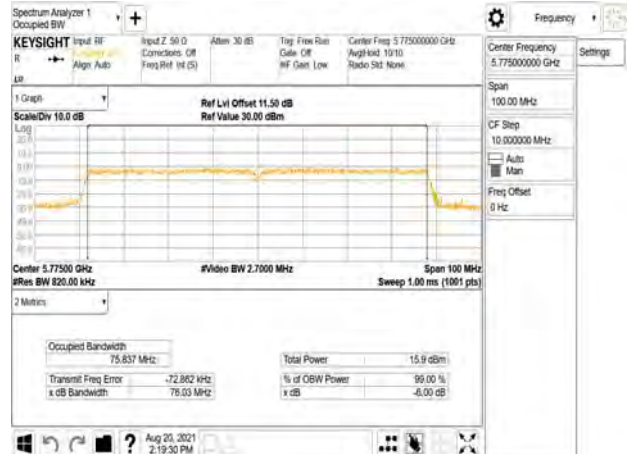 Spectrum Analyzer 1
Occupied BW
Frequency
KEYSIGHT
Input: RF
Input Z: 50 Ω
Atten: 30 dB
Trig: Free Run
Center Freq: 5.775000000 GHz
R
Corrections: Off
Gate: Off
Avg|Hold: 10/10
Align: Auto
Freq Ref: Int (S)
#IF Gain: Low
Radio Std: None
Center Frequency
5.775000000 GHz
Settings
Span
100.00 MHz
CF Step
10.000000 MHz
Auto
Man
Freq Offset
0 Hz
1 Graph
Ref Lvl Offset 11.50 dB
Scale/Div 10.0 dB
Ref Value 30.00 dBm
Log
Center 5.77500 GHz
#Video BW 2.7000 MHz
Span 100 MHz
#Res BW 820.00 kHz
Sweep 1.00 ms (1001 pts)
2 Metrics
Occupied Bandwidth
75.837 MHz
Total Power
15.9 dBm
Transmit Freq Error
-72.862 kHz
% of OBW Power
99.00 %
x dB Bandwidth
76.03 MHz
x dB
-6.00 dB
?
Aug 20, 2021
2:19:30 PM